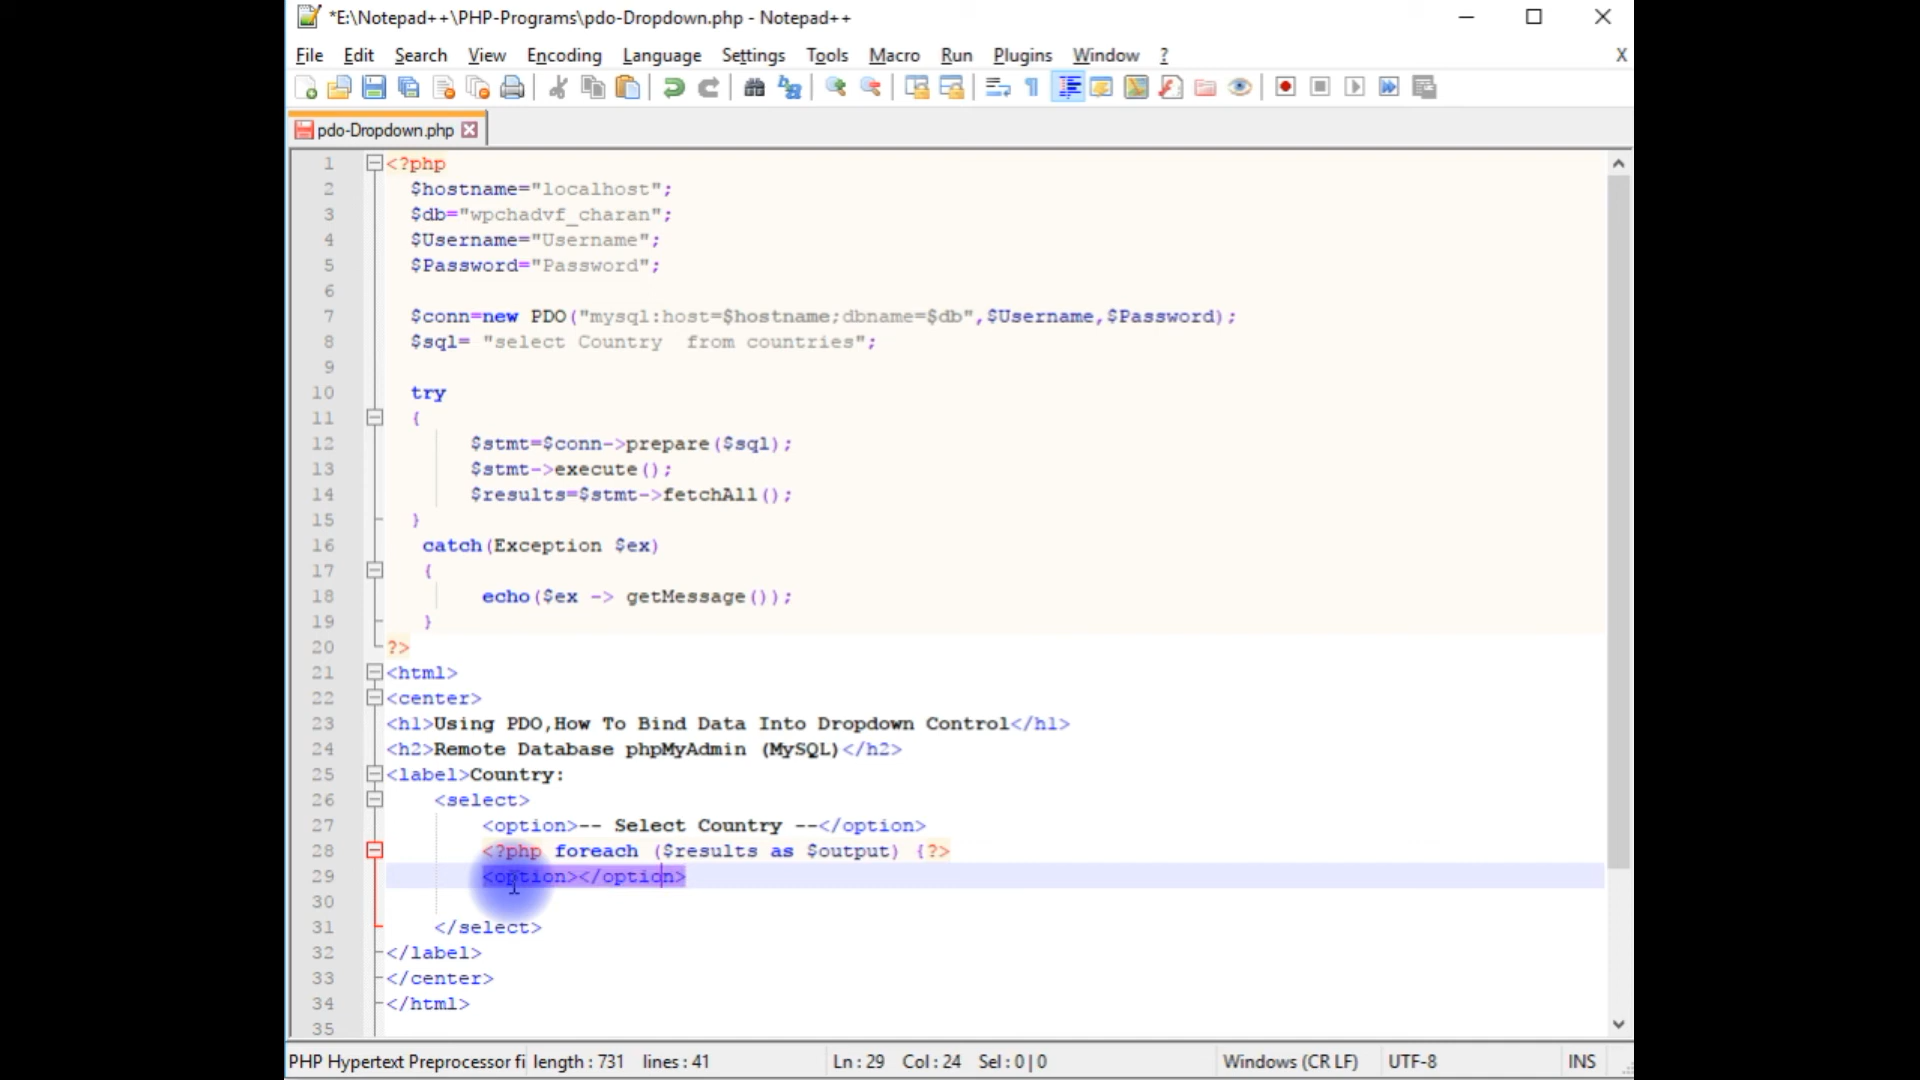 *E:\Notepad++\PHP-Programs\pdo-Dropdown.php - Notepad++
File Edit Search View Encoding Language Settings Tools Macro Run Plugins Window ? X
pdo-Dropdown.php
1 <?php
2 $hostname="localhost";
3 $db="wpchadvf_charan";
4 $Username="Username";
5 $Password="Password";
6
7 $conn=new PDO("mysql:host=$hostname;dbname=$db",$Username,$Password);
8 $sql= "select Country  from countries";
9
10 try
11 {
12 $stmt=$conn->prepare($sql);
13 $stmt->execute();
14 $results=$stmt->fetchAll();
15 }
16 catch(Exception $ex)
17 {
18 echo($ex -> getMessage());
19 }
20 ?>
21 <html>
22 <center>
23 <h1>Using PDO,How To Bind Data Into Dropdown Control</h1>
24 <h2>Remote Database phpMyAdmin (MySQL)</h2>
25 <label>Country:
26 <select>
27 <option>-- Select Country --</option>
28 <?php foreach ($results as $output) {?>
29 <option></option>
30
31 </select>
32 </label>
33 </center>
34 </html>
35
PHP Hypertext Preprocessor fi length : 731 lines : 41 Ln : 29 Col : 24 Sel : 0 | 0 Windows (CR LF) UTF-8 INS